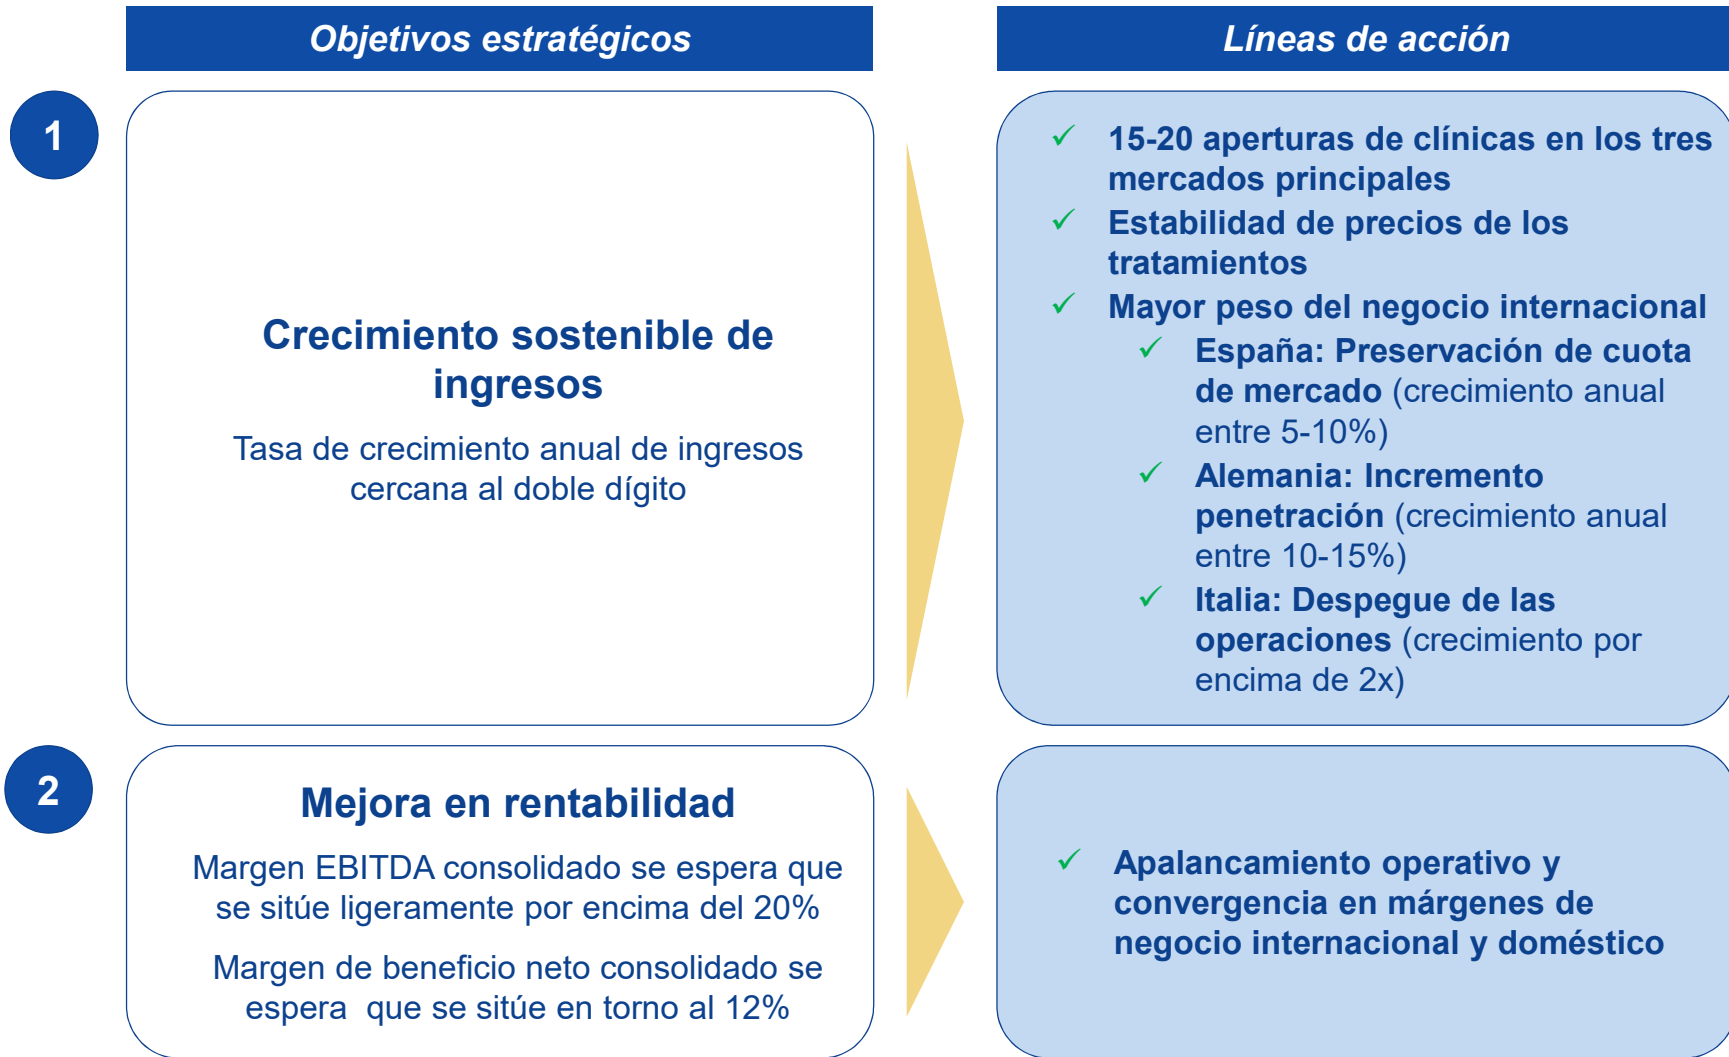 Objetivos estratégicos
Líneas de acción
1
Crecimiento sostenible de
ingresos
Tasa de crecimiento anual de ingresos
cercana al doble dígito
✓ 15-20 aperturas de clínicas en los tres
mercados principales
✓ Estabilidad de precios de los
tratamientos
✓ Mayor peso del negocio internacional
✓ España: Preservación de cuota
de mercado (crecimiento anual
entre 5-10%)
✓ Alemania: Incremento
penetración (crecimiento anual
entre 10-15%)
✓ Italia: Despegue de las
operaciones (crecimiento por
encima de 2x)
2
Mejora en rentabilidad
Margen EBITDA consolidado se espera que
se sitúe ligeramente por encima del 20%
Margen de beneficio neto consolidado se
espera  que se sitúe en torno al 12%
✓ Apalancamiento operativo y
convergencia en márgenes de
negocio internacional y doméstico